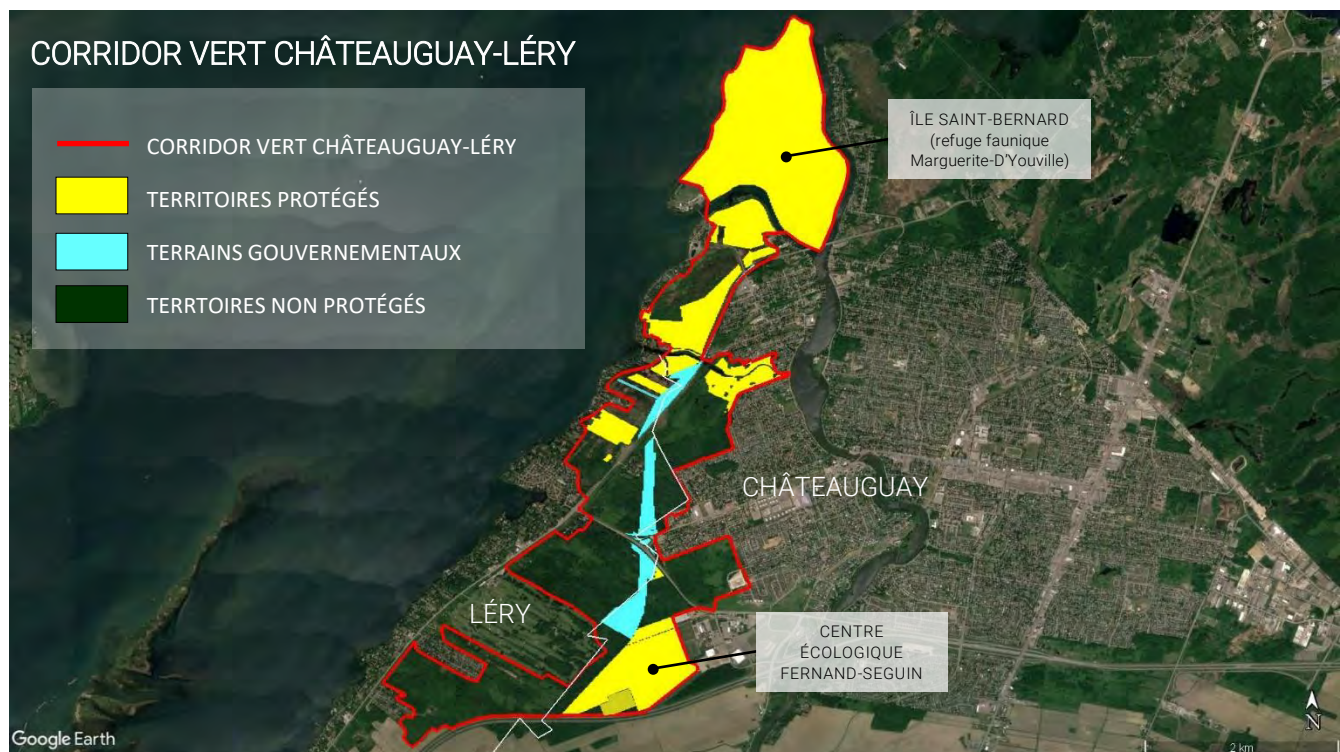 CORRIDOR VERT CHÂTEAUGUAY-LÉRY
CORRIDOR VERT CHÂTEAUGUAY-LÉRY
TERRITOIRES PROTÉGÉS
TERRAINS GOUVERNEMENTAUX
TERRTOIRES NON PROTÉGÉS
ÎLE SAINT-BERNARD
(refuge faunique
Marguerite-D'Youville)
CHÂTEAUGUAY
LÉRY
CENTRE
ÉCOLOGIQUE
FERNAND-SEGUIN
Google Earth
N
2 km